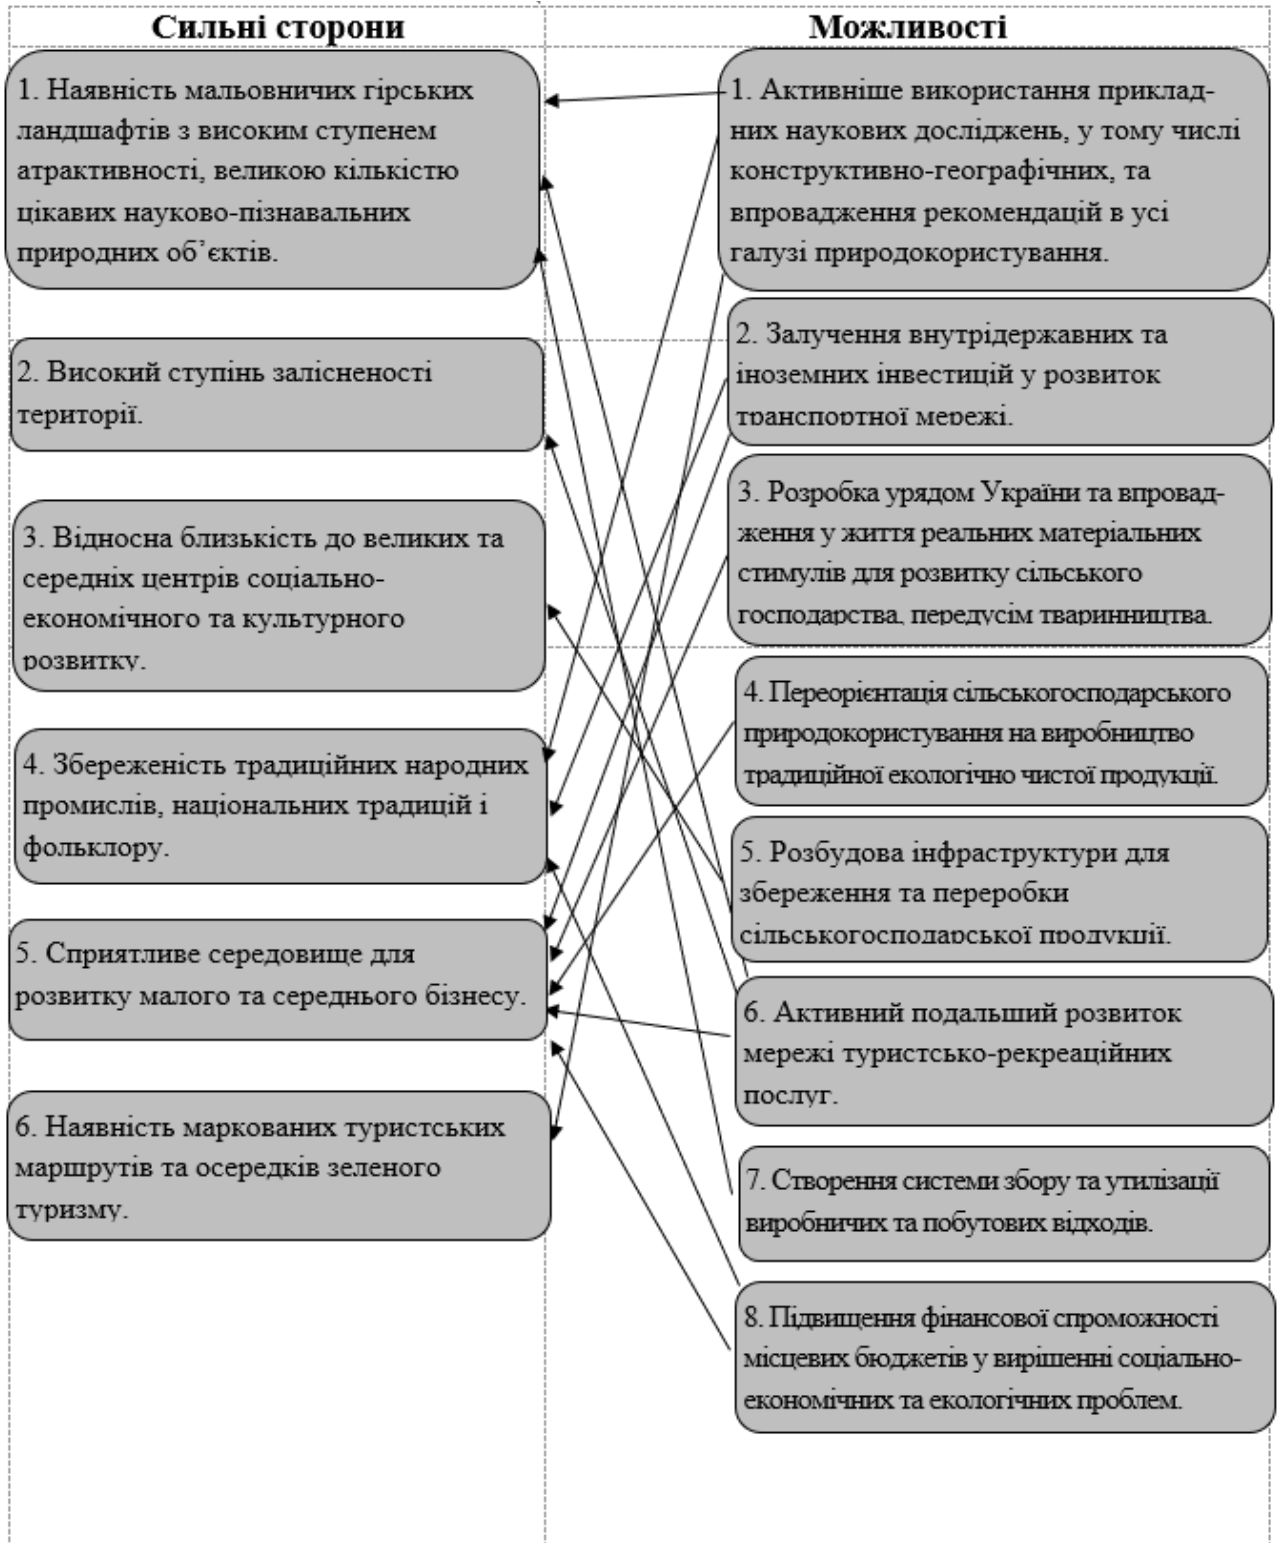 Сильні сторони
Можливості
1. Наявність мальовничих гірських
ландшафтів з високим ступенем
атрактивності, великою кількістю
цікавих науково-пізнавальних
природних об’єктів.
2. Високий ступінь залісненості
території.
3. Відносна близькість до великих та
середніх центрів соціально-
економічного та культурного
розвитку.
4. Збереженість традиційних народних
промислів, національних традицій і
фольклору.
5. Сприятливе середовище для
розвитку малого та середнього бізнесу.
6. Наявність маркованих туристських
маршрутів та осередків зеленого
туризму.
1. Активніше використання приклад-
них наукових досліджень, у тому числі
конструктивно-географічних, та
впровадження рекомендацій в усі
галузі природокористування.
2. Залучення внутрідержавних та
іноземних інвестицій у розвиток
транспортної мережі.
3. Розробка урядом України та впровад-
ження у життя реальних матеріальних
стимулів для розвитку сільського
господарства, передусім тваринництва.
4. Переорієнтація сільськогосподарського
природокористування на виробництво
традиційної екологічно чистої продукції.
5. Розбудова інфраструктури для
збереження та переробки
сільськогосподарської продукції.
6. Активний подальший розвиток
мережі туристсько-рекреаційних
послуг.
7. Створення системи збору та утилізації
виробничих та побутових відходів.
8. Підвищення фінансової спроможності
місцевих бюджетів у вирішенні соціально-
економічних та екологічних проблем.